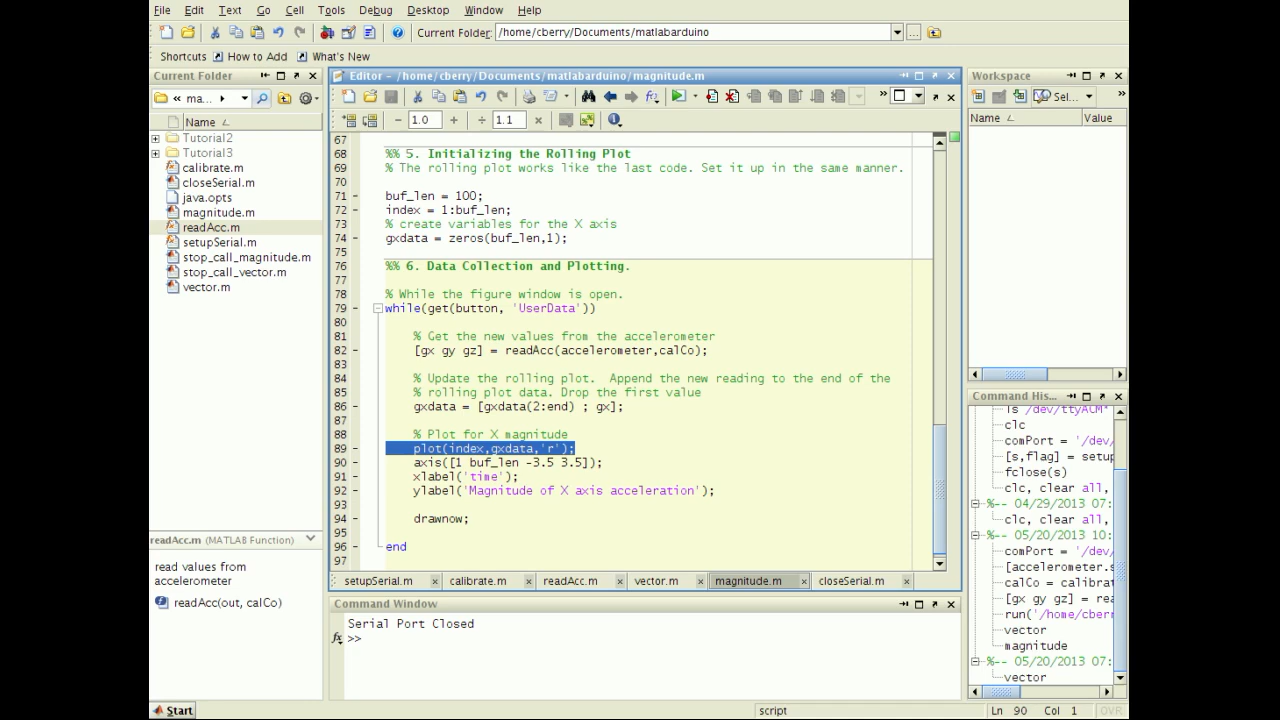 File Edit Text Go Cell Tools Debug Desktop Window Help
Current Folder: /home/cberry/Documents/matlabarduino
Shortcuts How to Add What's New
Current Folder
« ma...
Name
Tutorial2
Tutorial3
calibrate.m
closeSerial.m
java.opts
magnitude.m
readAcc.m
setupSerial.m
stop_call_magnitude.m
stop_call_vector.m
vector.m
readAcc.m (MATLAB Function)
read values from
accelerometer
readAcc(out, calCo)
Editor - /home/cberry/Documents/matlabarduino/magnitude.m
- 1.0 + ÷ 1.1 ×
67
68 %% 5. Initializing the Rolling Plot
69 % The rolling plot works like the last code. Set it up in the same manner.
70
71 - buf_len = 100;
72 - index = 1:buf_len;
73 % create variables for the X axis
74 - gxdata = zeros(buf_len,1);
75
76 %% 6. Data Collection and Plotting.
77
78 % While the figure window is open.
79 - while(get(button, 'UserData'))
80
81 % Get the new values from the accelerometer
82 - [gx gy gz] = readAcc(accelerometer,calCo);
83
84 % Update the rolling plot.  Append the new reading to the end of the
85 % rolling plot data. Drop the first value
86 - gxdata = [gxdata(2:end) ; gx];
87
88 % Plot for X magnitude
89 - plot(index,gxdata,'r');
90 - axis([1 buf_len -3.5 3.5]);
91 - xlabel('time');
92 - ylabel('Magnitude of X axis acceleration');
93
94 - drawnow;
95
96 - end
97
setupSerial.m calibrate.m readAcc.m vector.m magnitude.m closeSerial.m
Command Window
Serial Port Closed
fx >>
Workspace
Sel...
Name Value
Command His...
ls /dev/ttyACM*
clc
comPort = '/dev/
[s,flag] = setup
fclose(s)
clc, clear all,
%-- 04/29/2013 07:
clc, clear all,
%-- 05/20/2013 10:
comPort = '/dev/
[accelerometer.s
calCo = calibrat
[gx gy gz] = rea
run('/home/cberr
vector
magnitude
%-- 05/20/2013 07:
vector
Start script Ln 90 Col 1 OVR